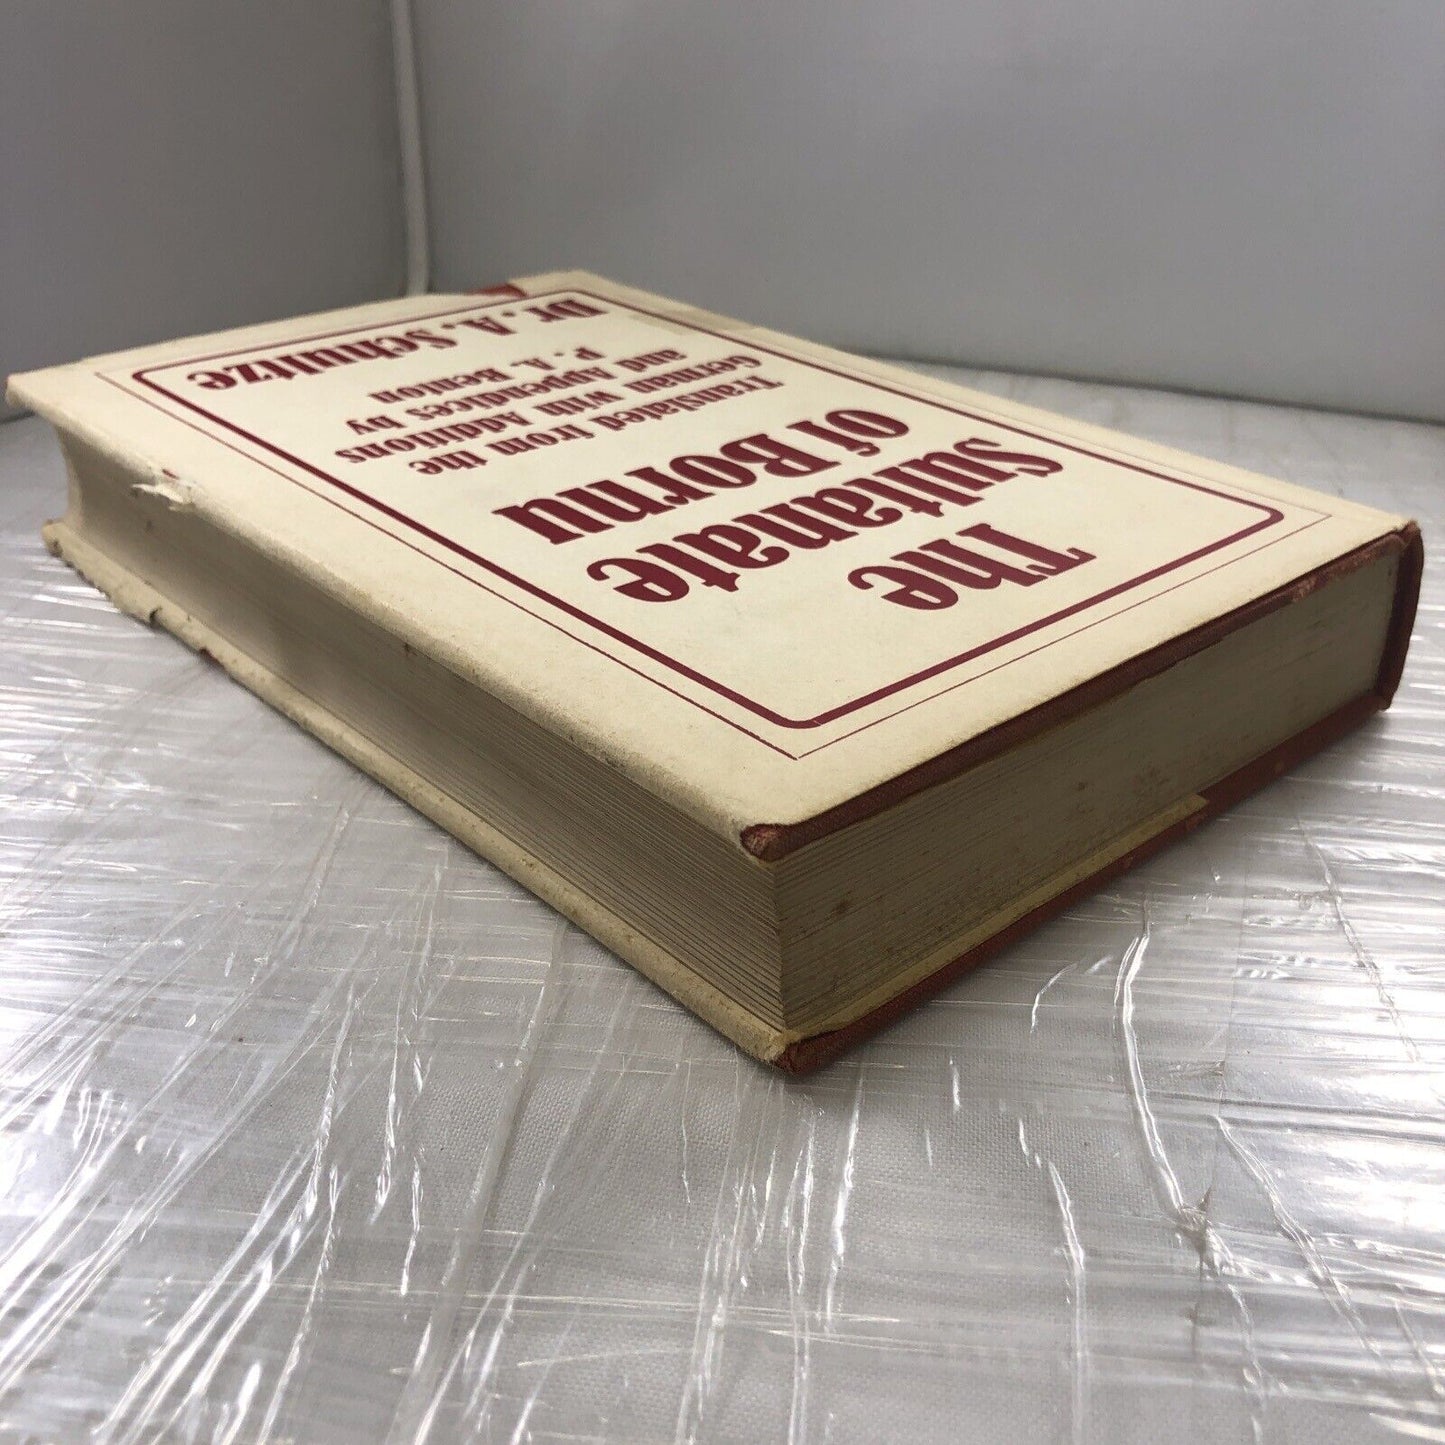 The
Sultanate
of Bornu
Translated from the
German with Additions
and Appendices by
P. A. Benton
Dr. A. Schultze